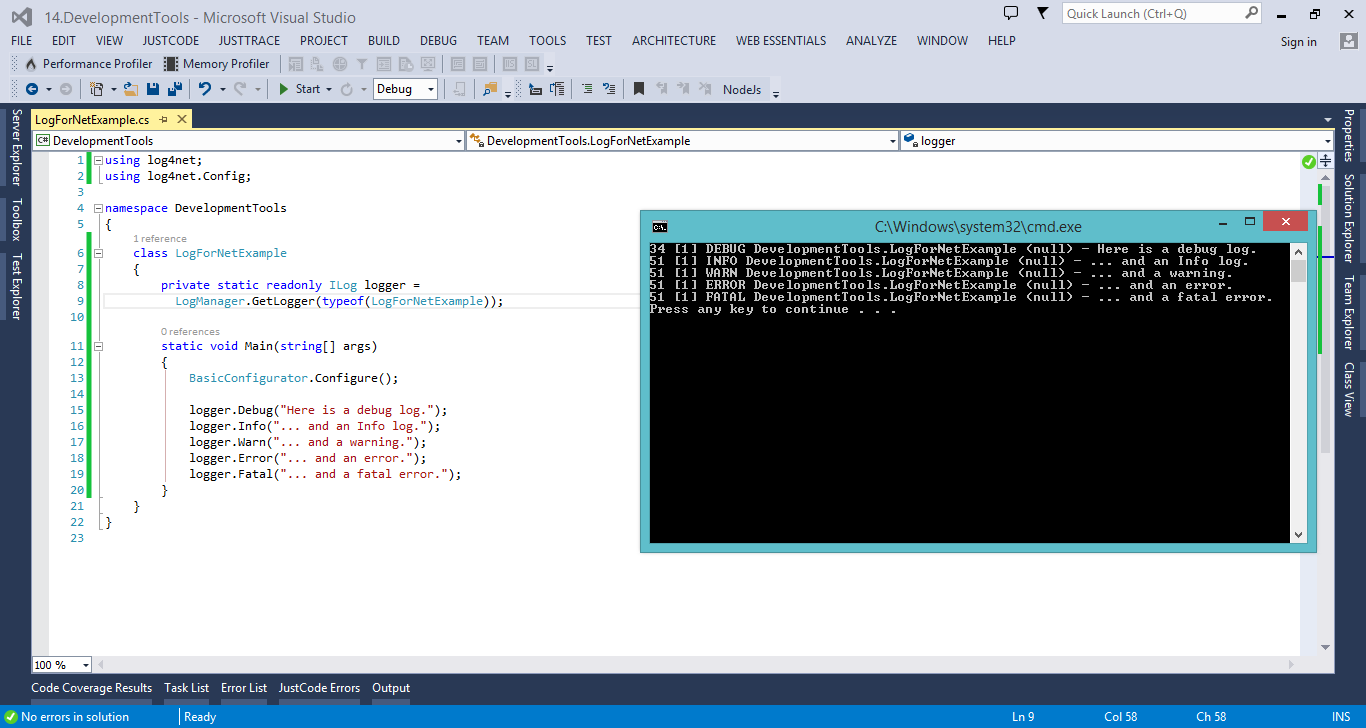 14.DevelopmentTools - Microsoft Visual Studio
Quick Launch (Ctrl+Q)
FILE EDIT VIEW JUSTCODE JUSTTRACE PROJECT BUILD DEBUG TEAM TOOLS TEST ARCHITECTURE WEB ESSENTIALS ANALYZE WINDOW HELP
Sign in
Performance Profiler Memory Profiler
Start Debug NodeJs
Server Explorer
Toolbox
Test Explorer
LogForNetExample.cs
C# DevelopmentTools DevelopmentTools.LogForNetExample logger
1 using log4net;
2 using log4net.Config;
3
4 namespace DevelopmentTools
5 {
1 reference
6 class LogForNetExample
7 {
8 private static readonly ILog logger =
9 LogManager.GetLogger(typeof(LogForNetExample));
10
0 references
11 static void Main(string[] args)
12 {
13 BasicConfigurator.Configure();
14
15 logger.Debug("Here is a debug log.");
16 logger.Info("... and an Info log.");
17 logger.Warn("... and a warning.");
18 logger.Error("... and an error.");
19 logger.Fatal("... and a fatal error.");
20 }
21 }
22 }
23
C:\Windows\system32\cmd.exe
34 [1] DEBUG DevelopmentTools.LogForNetExample (null) - Here is a debug log.
51 [1] INFO DevelopmentTools.LogForNetExample (null) - ... and an Info log.
51 [1] WARN DevelopmentTools.LogForNetExample (null) - ... and a warning.
51 [1] ERROR DevelopmentTools.LogForNetExample (null) - ... and an error.
51 [1] FATAL DevelopmentTools.LogForNetExample (null) - ... and a fatal error.
Press any key to continue . . .
Properties
Solution Explorer
Team Explorer
Class View
100 %
Code Coverage Results Task List Error List JustCode Errors Output
No errors in solution Ready Ln 9 Col 58 Ch 58 INS